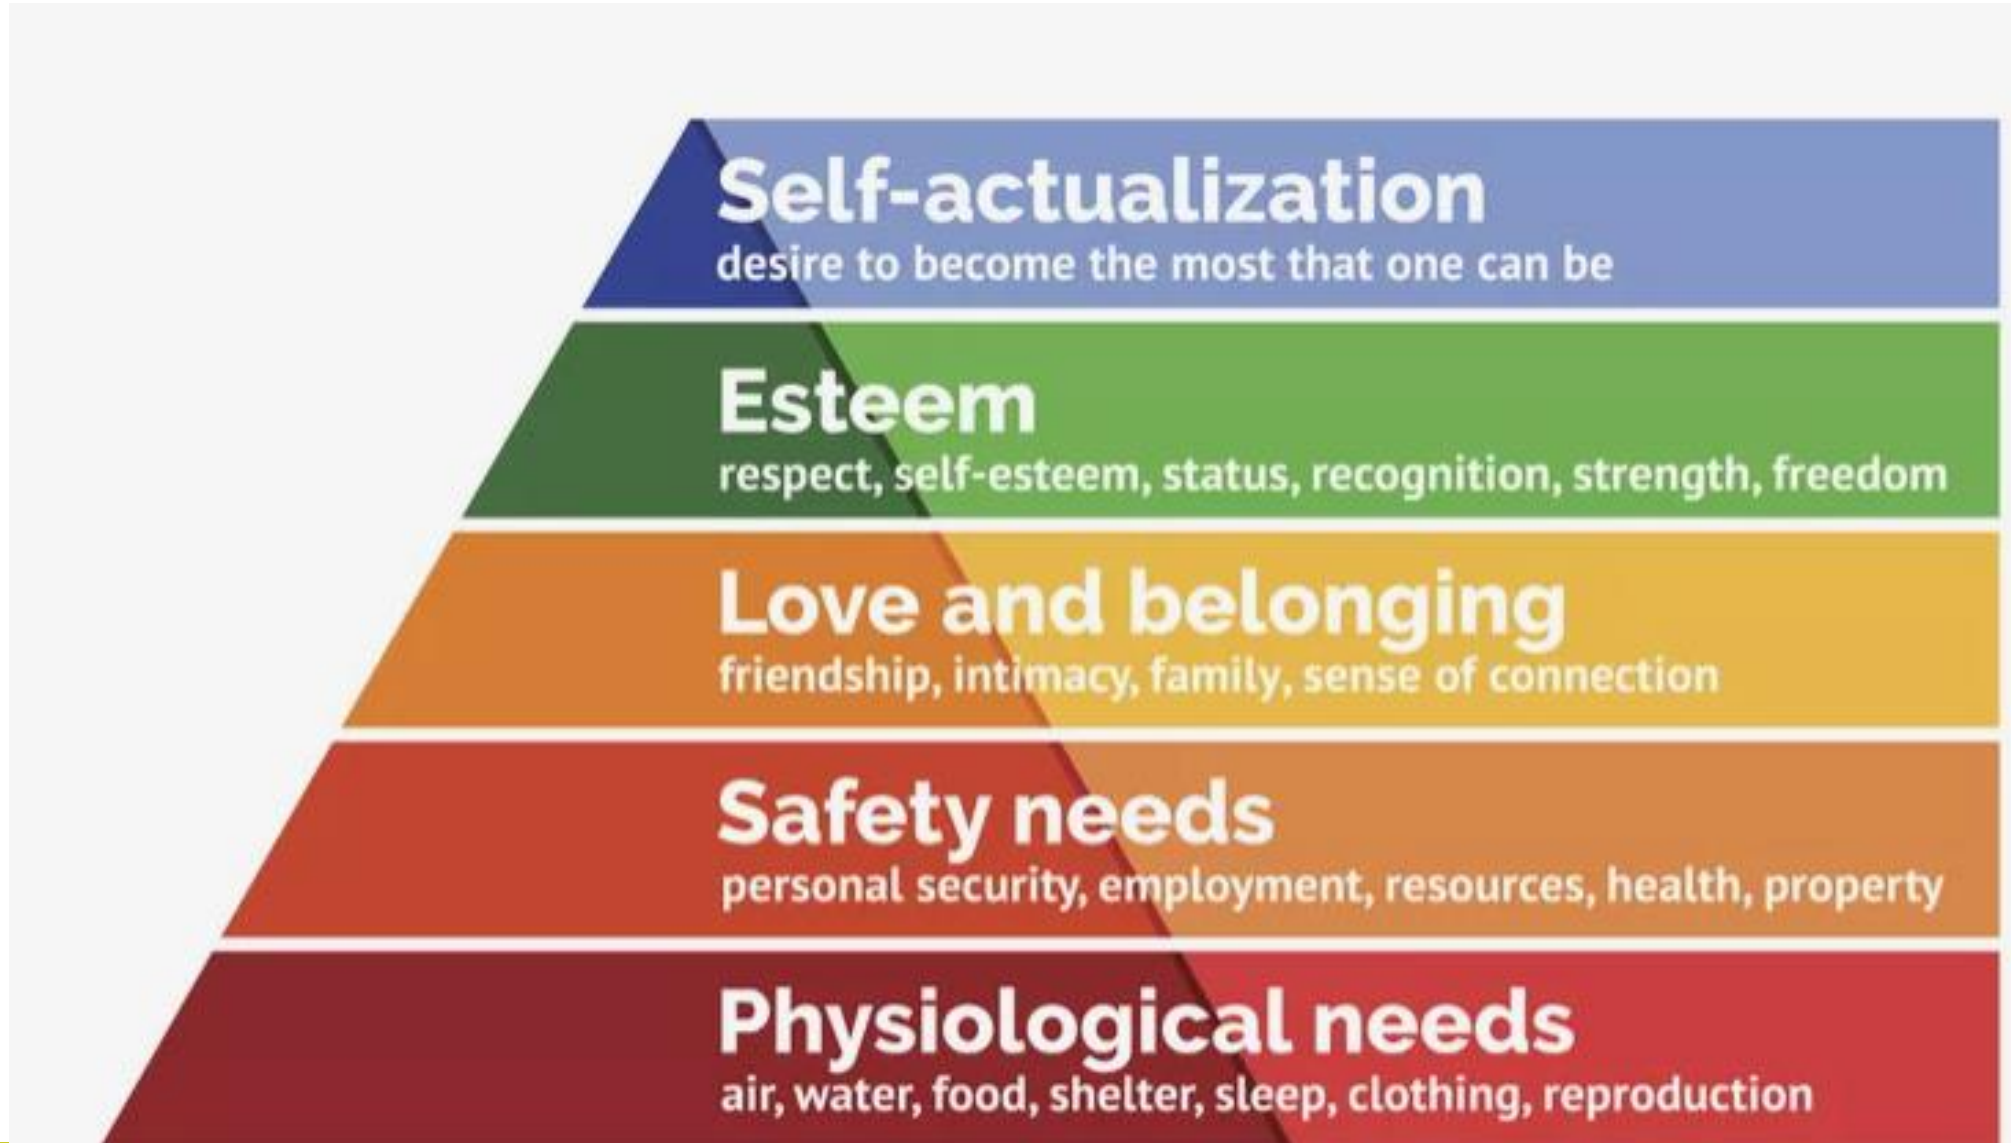 Self-actualization
desire to become the most that one can be
Esteem
respect, self-esteem, status, recognition, strength, freedom
Love and belonging
friendship, intimacy, family, sense of connection
Safety needs
personal security, employment, resources, health, property
Physiological needs
air, water, food, shelter, sleep, clothing, reproduction